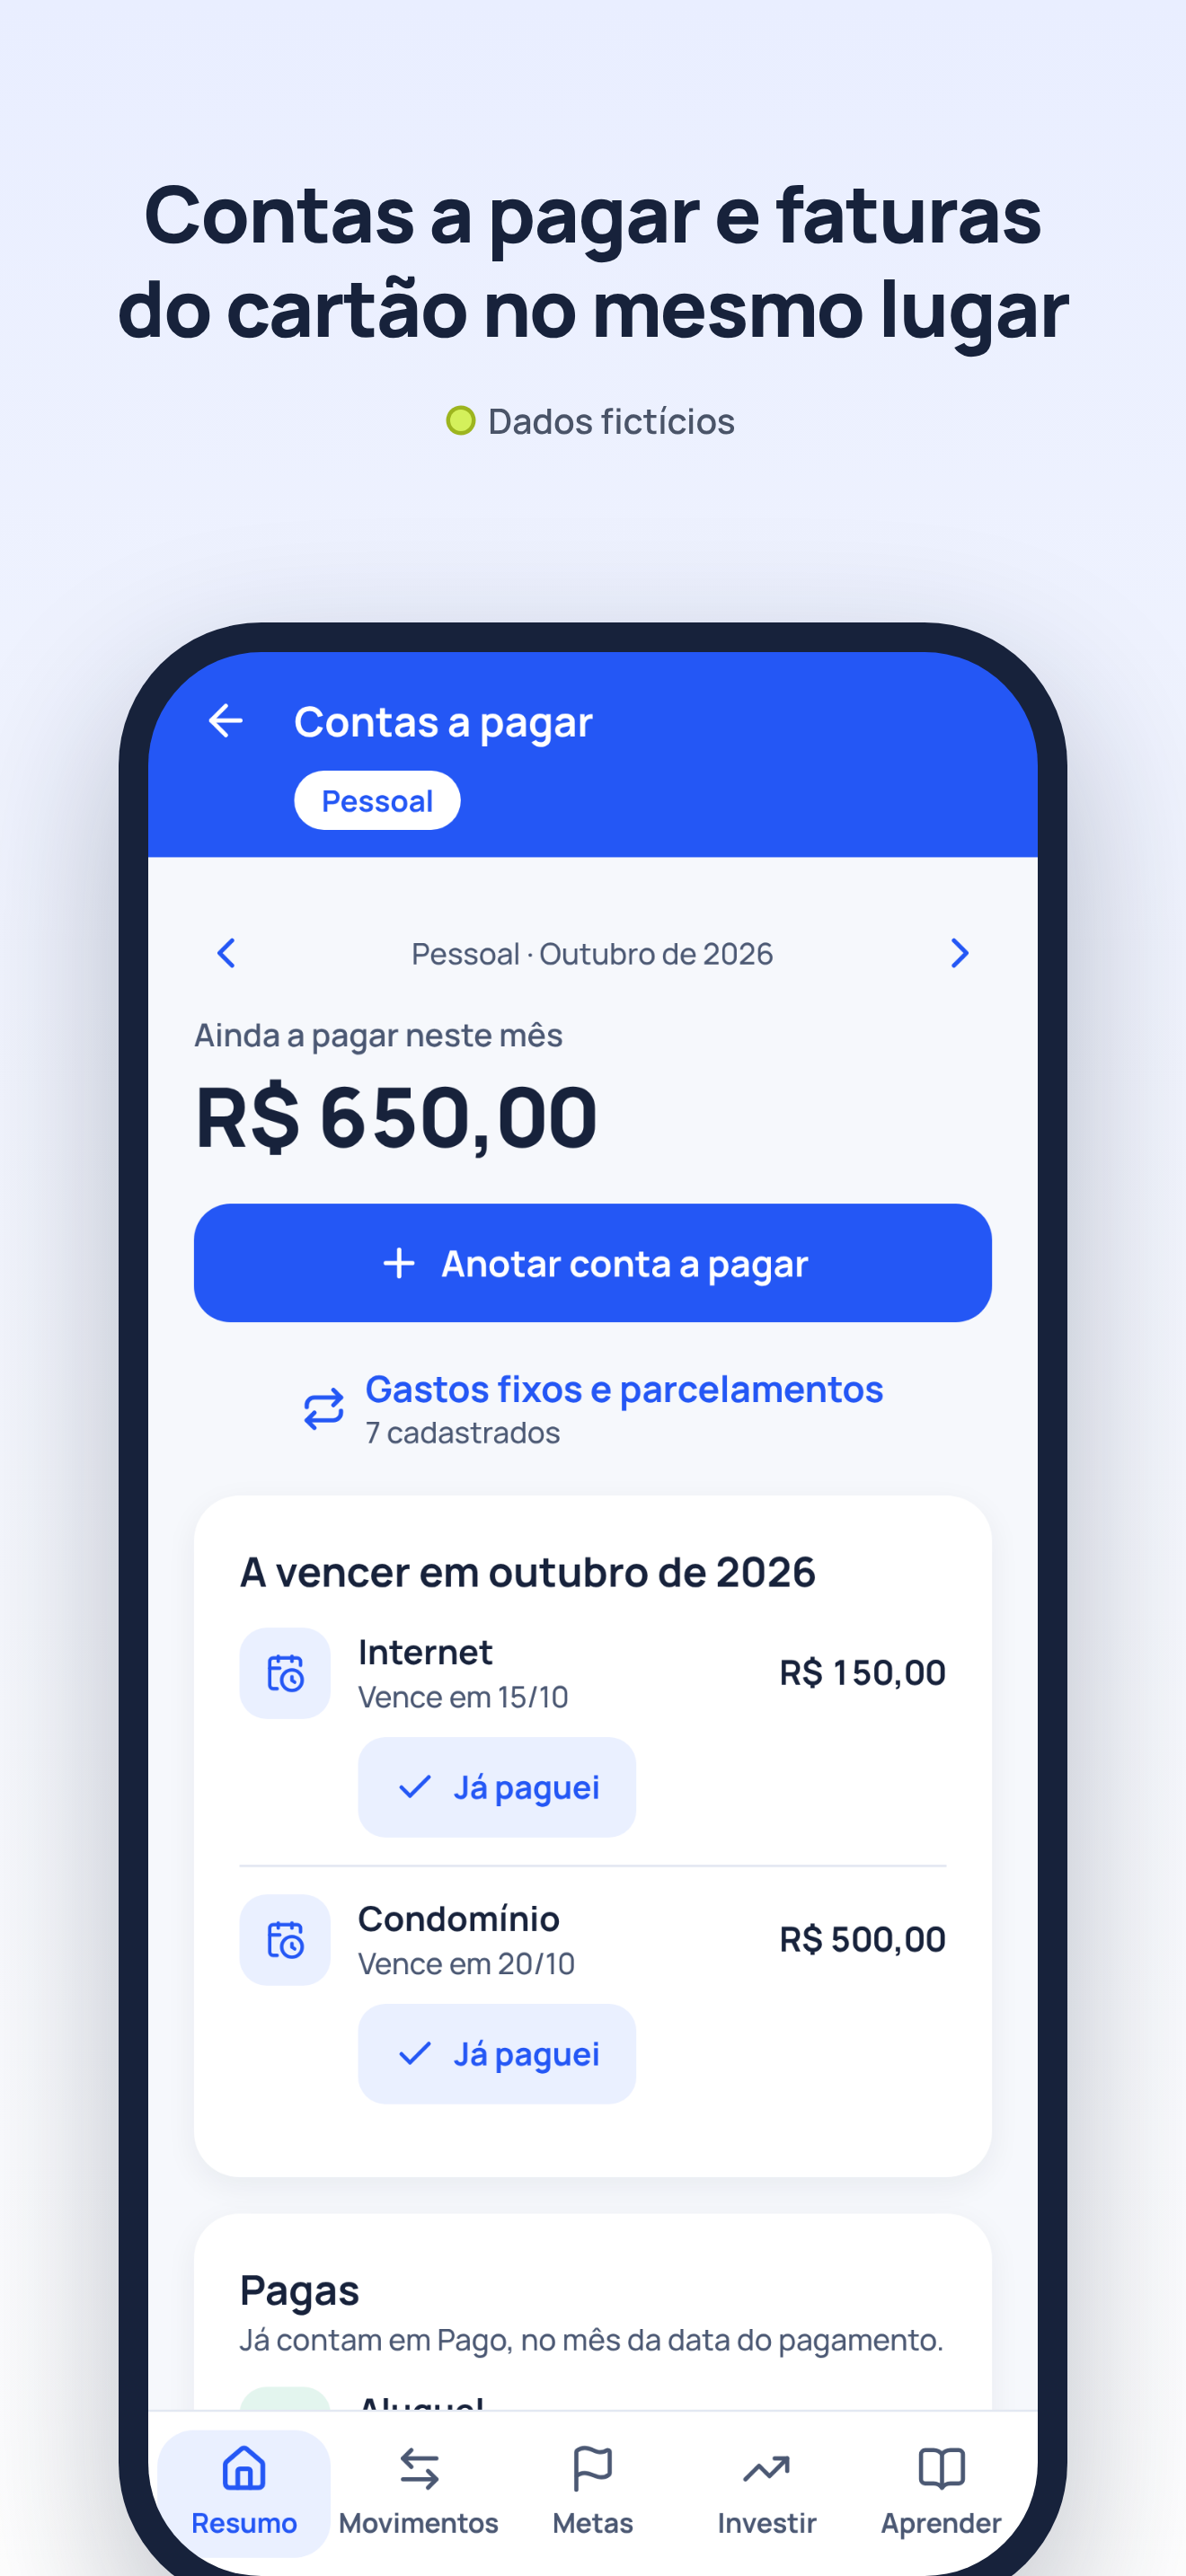 Contas a pagar e faturas
do cartão no mesmo lugar
Dados fictícios
Contas a pagar
Pessoal
Pessoal · Outubro de 2026
Ainda a pagar neste mês
R$ 650,00
Anotar conta a pagar
Gastos fixos e parcelamentos
7 cadastrados
A vencer em outubro de 2026
Internet
R$ 150,00
Vence em 15/10
Já paguei
Condomínio
R$ 500,00
Vence em 20/10
Já paguei
Pagas
Já contam em Pago, no mês da data do pagamento.
Aluguel
Resumo Movimentos Metas Investir Aprender